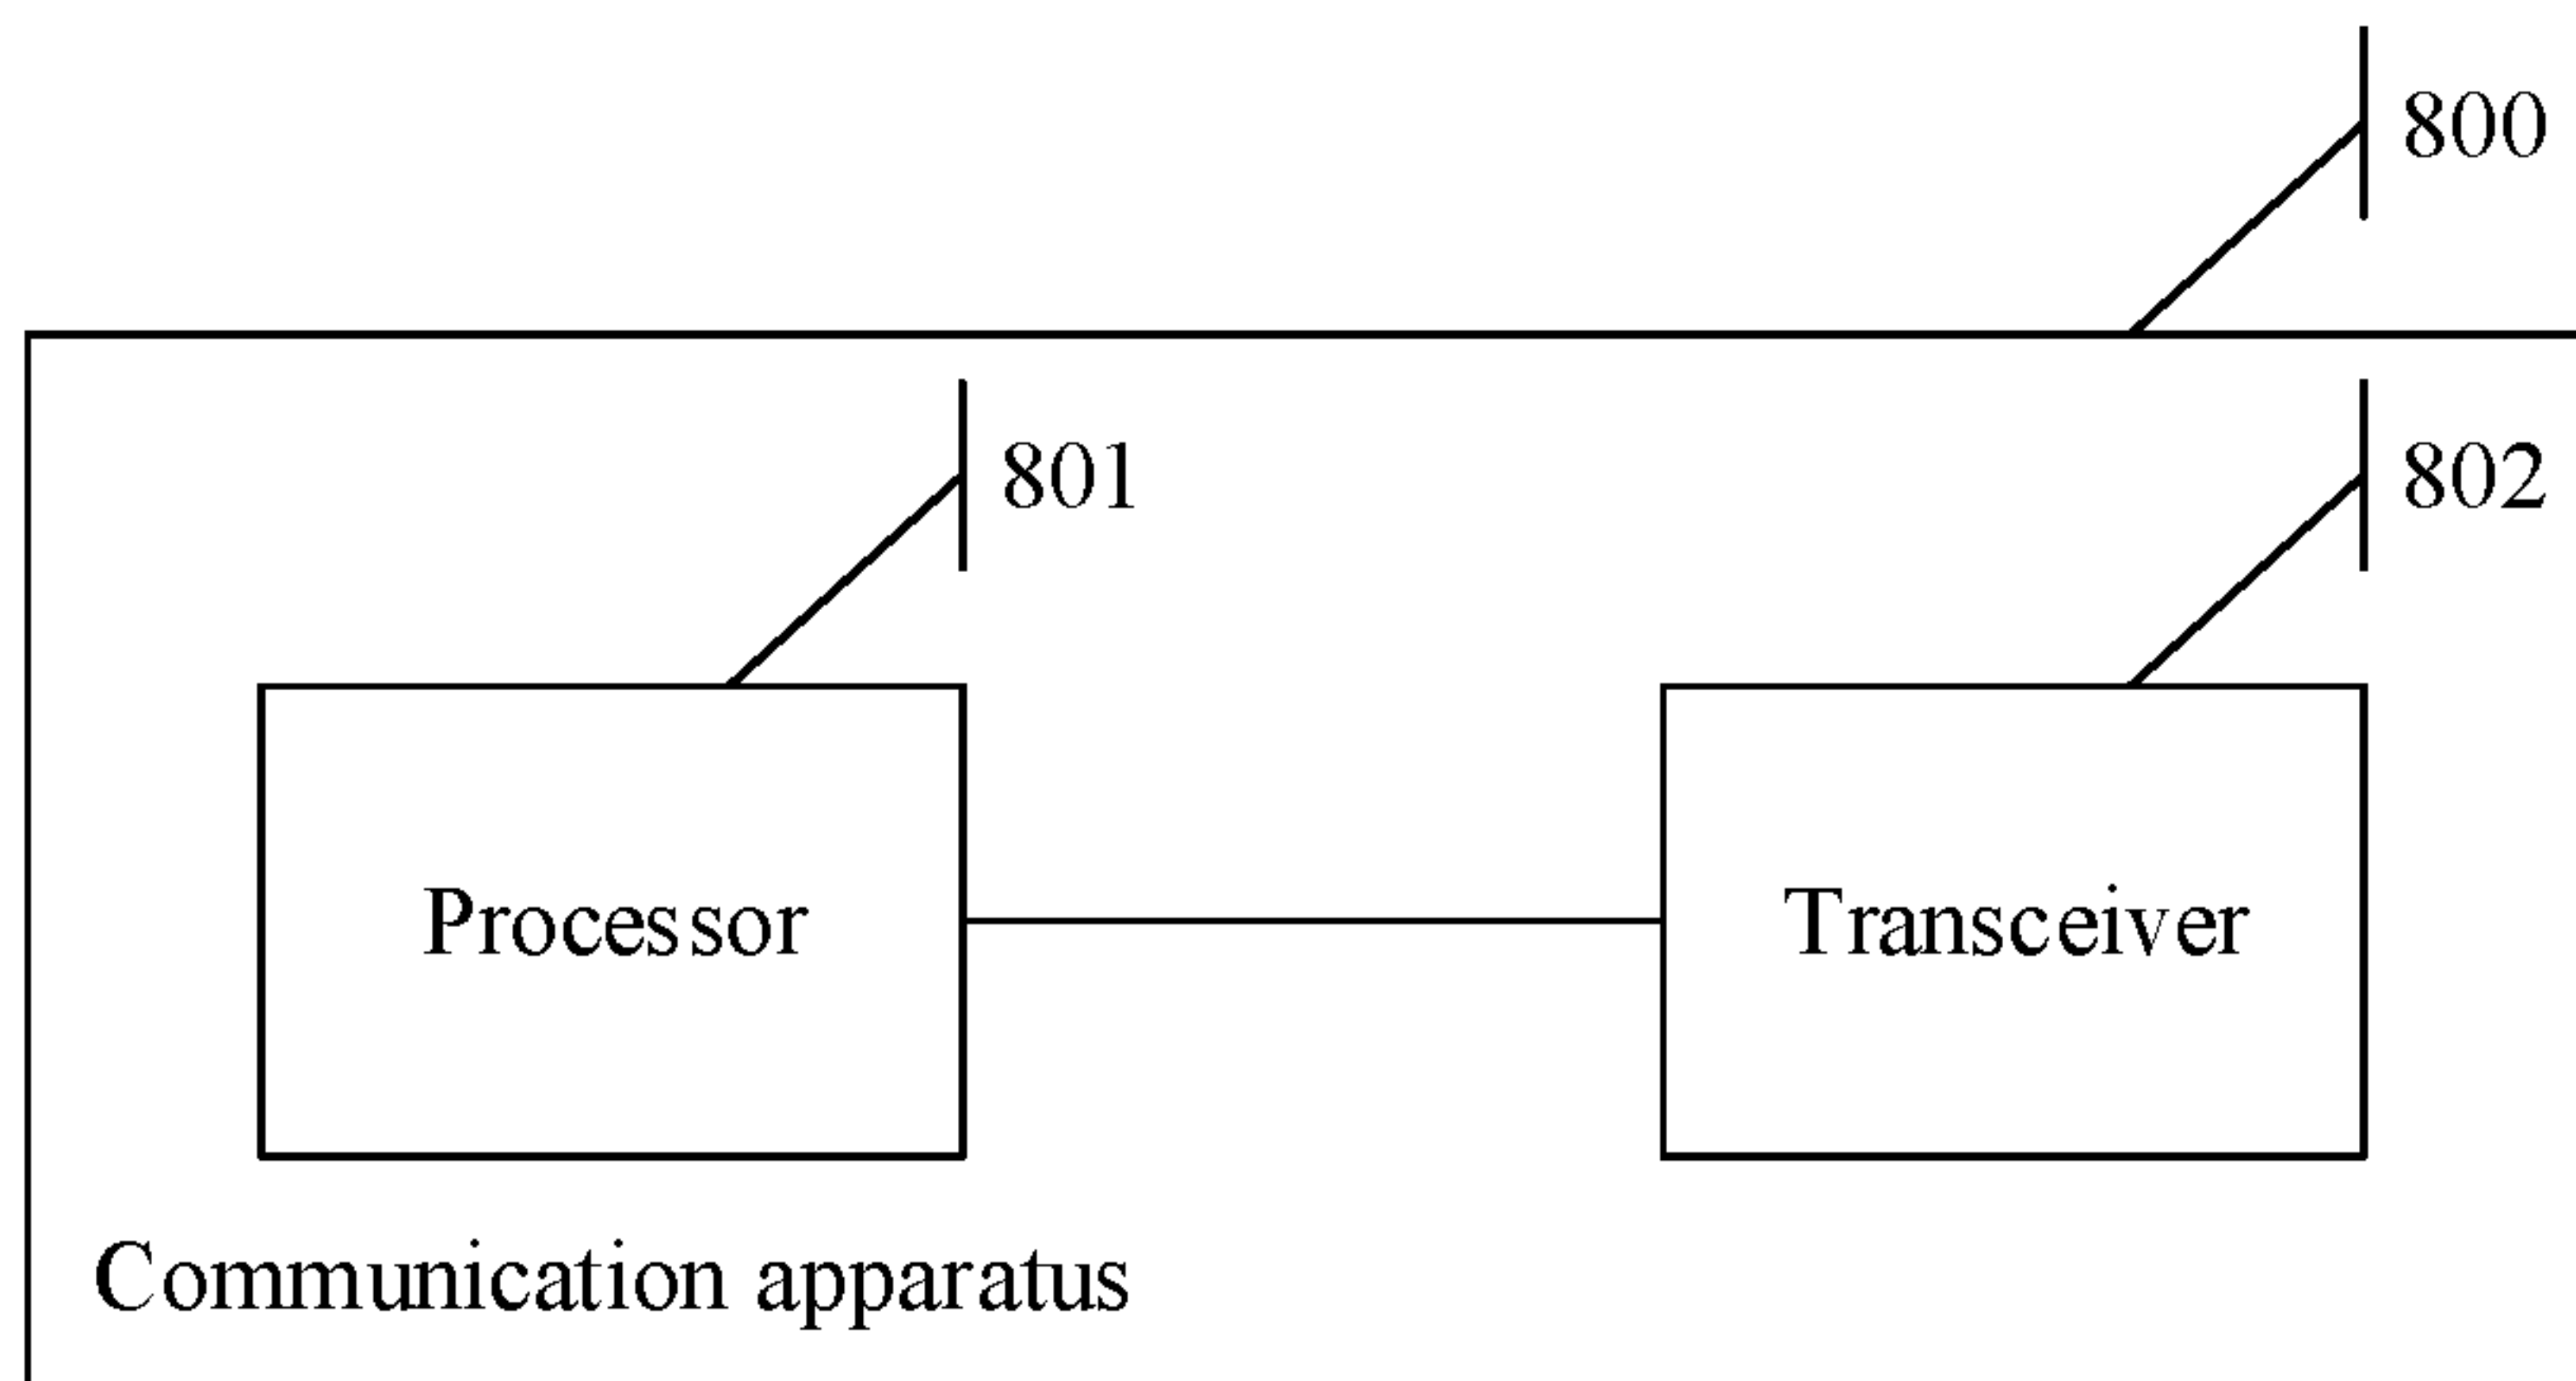 800
801
802
Processor
Transceiver
Communication apparatus